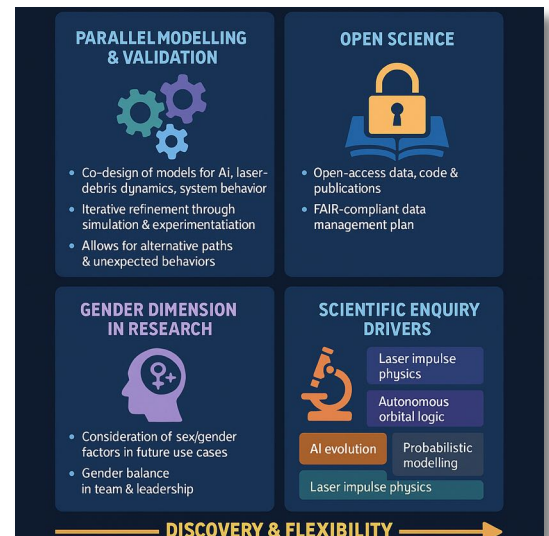 PARALLEL MODELLING
& VALIDATION
• Co-design of models for Ai, laser-
debris dynamics, system behavior
• Iterative refinement through
simulation & experimentatiation
• Allows for alternative paths
& unexpected behaviors
OPEN SCIENCE
• Open-access data, code &
publications
• FAIR-compliant data
management plan
GENDER DIMENSION
IN RESEARCH
• Consideration of sex/gender
factors in future use cases
• Gender balance
in team & leadership
SCIENTIFIC ENQUIRY
DRIVERS
Laser impulse
physics
Autonomous
orbital logic
AI evolution
Probabilistic
modelling
Laser impulse physics
DISCOVERY & FLEXIBILITY